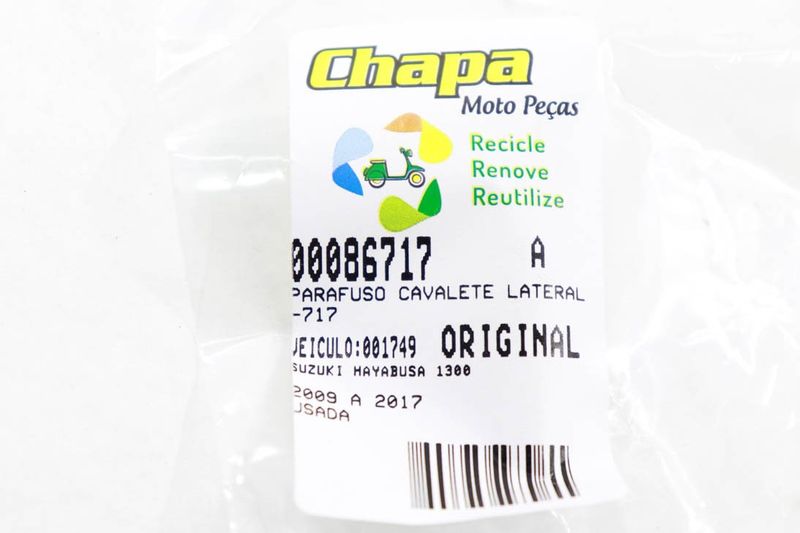 Chapa
Moto Peças
Recicle
Renove
Reutilize
00086717 A
PARAFUSO CAVALETE LATERAL
-717
VEICULO:001749 ORIGINAL
SUZUKI HAYABUSA 1300
2009 A 2017
USADA